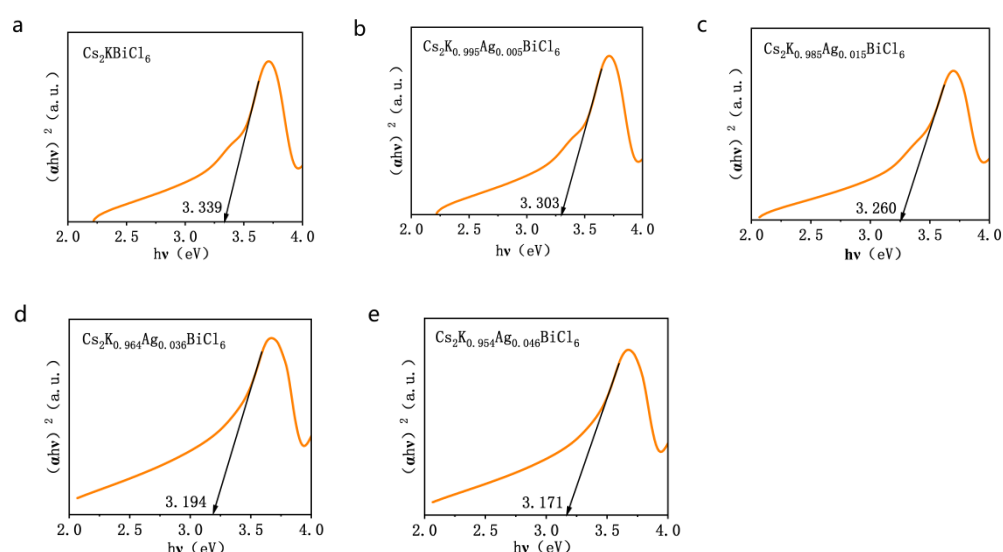 a
Cs₂KBiCl₆
(αhν)² (a.u.)
3.339
2.0 2.5 3.0 3.5 4.0
hν (eV)
b
Cs₂K₀.₉₉₅Ag₀.₀₀₅BiCl₆
(αhν)² (a.u.)
3.303
2.0 2.5 3.0 3.5 4.0
hν (eV)
c
Cs₂K₀.₉₈₅Ag₀.₀₁₅BiCl₆
(αhν)² (a.u.)
3.260
2.0 2.5 3.0 3.5 4.0
hν (eV)
d
Cs₂K₀.₉₆₄Ag₀.₀₃₆BiCl₆
(αhν)² (a.u.)
3.194
2.0 2.5 3.0 3.5 4.0
hν (eV)
e
Cs₂K₀.₉₅₄Ag₀.₀₄₆BiCl₆
(αhν)² (a.u.)
3.171
2.0 2.5 3.0 3.5 4.0
hν (eV)